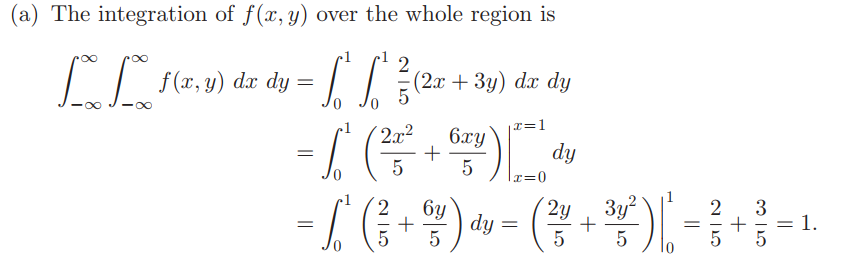 (a) The integration of f(x, y) over the whole region is
∫_{−∞}^{∞} ∫_{−∞}^{∞} f(x, y) dx dy = ∫_0^1 ∫_0^1 2/5 (2x + 3y) dx dy
= ∫_0^1 (2x²/5 + 6xy/5) |_{x=0}^{x=1} dy
= ∫_0^1 (2/5 + 6y/5) dy = (2y/5 + 3y²/5) |_0^1 = 2/5 + 3/5 = 1.